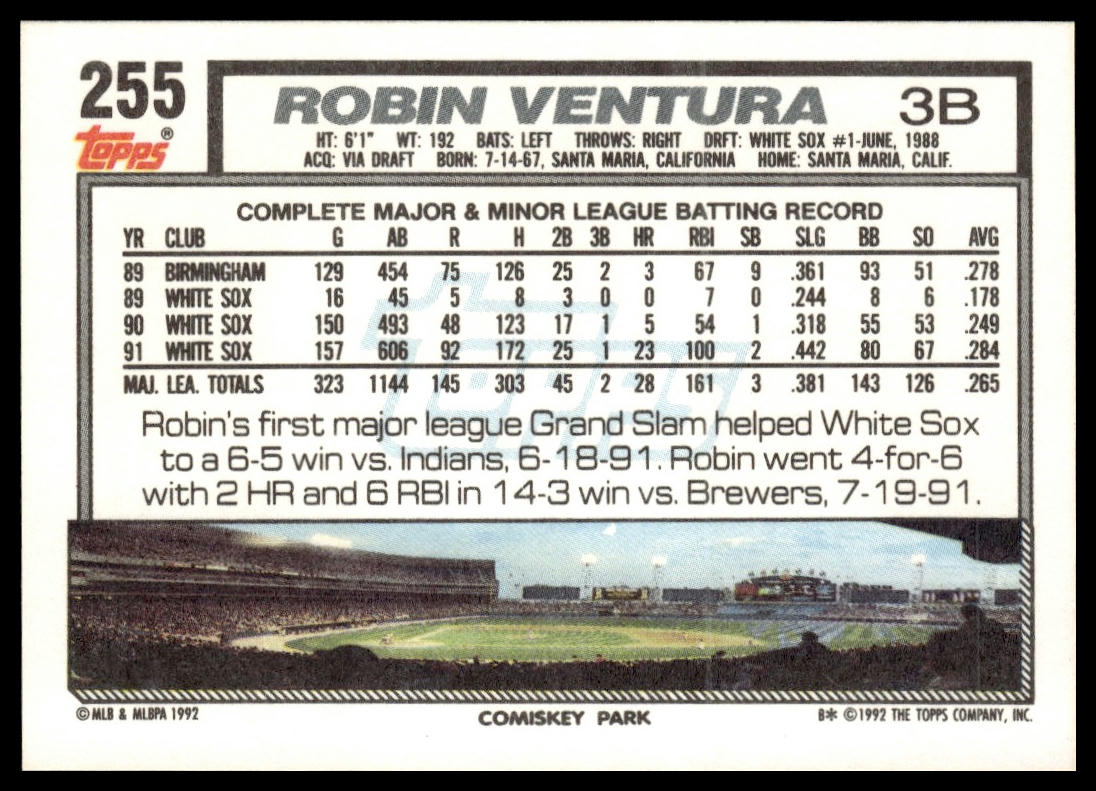 255
Topps®
ROBIN VENTURA 3B
HT: 6'1" WT: 192 BATS: LEFT THROWS: RIGHT DRFT: WHITE SOX #1-JUNE, 1988
ACQ: VIA DRAFT BORN: 7-14-67, SANTA MARIA, CALIFORNIA HOME: SANTA MARIA, CALIF.
COMPLETE MAJOR & MINOR LEAGUE BATTING RECORD
YR CLUB G AB R H 2B 3B HR RBI SB SLG BB SO AVG
89 BIRMINGHAM 129 454 75 126 25 2 3 67 9 .361 93 51 .278
89 WHITE SOX 16 45 5 8 3 0 0 7 0 .244 8 6 .178
90 WHITE SOX 150 493 48 123 17 1 5 54 1 .318 55 53 .249
91 WHITE SOX 157 606 92 172 25 1 23 100 2 .442 80 67 .284
MAJ. LEA. TOTALS 323 1144 145 303 45 2 28 161 3 .381 143 126 .265
Topps
Robin's first major league Grand Slam helped White Sox
to a 6-5 win vs. Indians, 6-18-91. Robin went 4-for-6
with 2 HR and 6 RBI in 14-3 win vs. Brewers, 7-19-91.
© MLB & MLBPA 1992
COMISKEY PARK
B* © 1992 THE TOPPS COMPANY, INC.